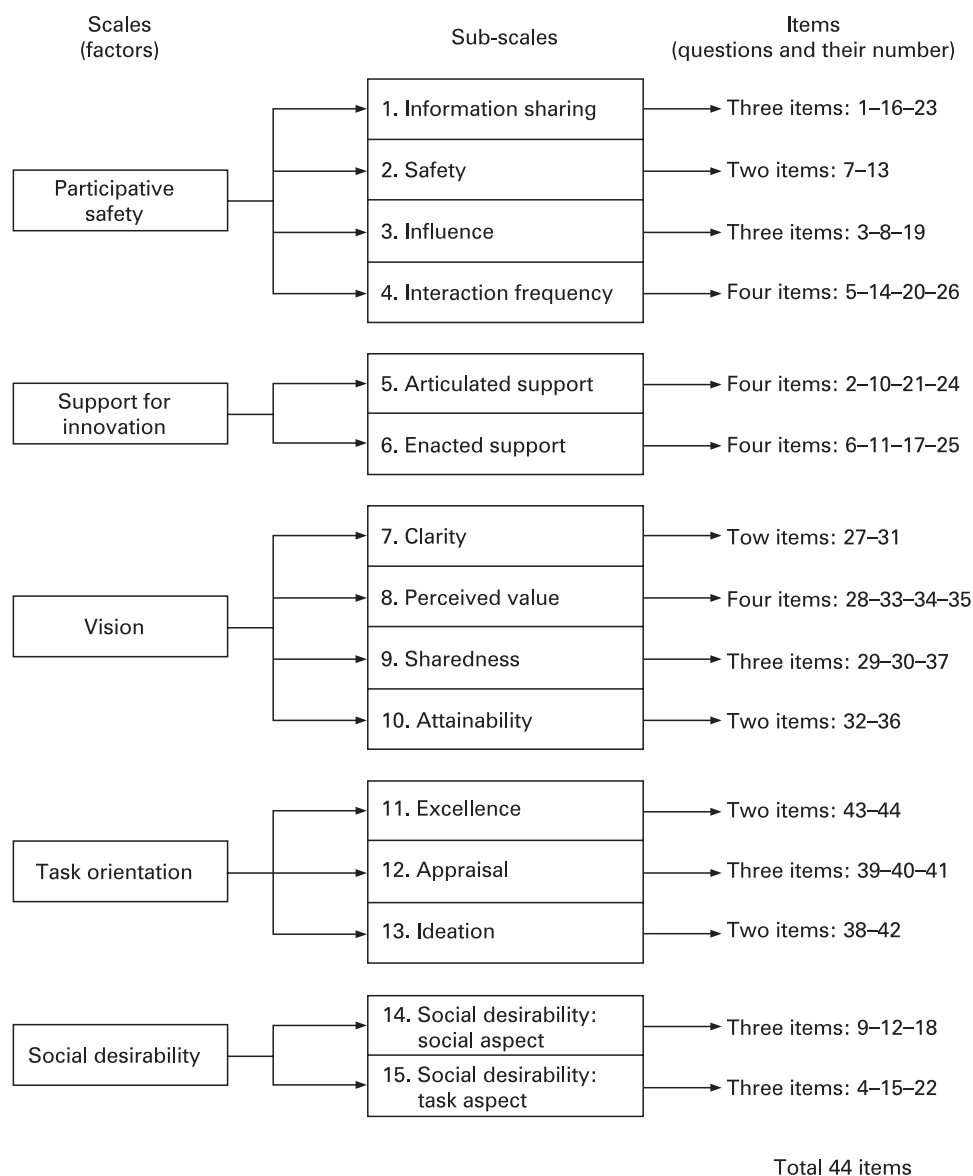 Scales
(factors)
Sub-scales
Items
(questions and their number)
Participative
safety
1. Information sharing
Three items: 1–16–23
2. Safety
Two items: 7–13
3. Influence
Three items: 3–8–19
4. Interaction frequency
Four items: 5–14–20–26
Support for
innovation
5. Articulated support
Four items: 2–10–21–24
6. Enacted support
Four items: 6–11–17–25
Vision
7. Clarity
Tow items: 27–31
8. Perceived value
Four items: 28–33–34–35
9. Sharedness
Three items: 29–30–37
10. Attainability
Two items: 32–36
Task orientation
11. Excellence
Two items: 43–44
12. Appraisal
Three items: 39–40–41
13. Ideation
Two items: 38–42
Social desirability
14. Social desirability:
social aspect
Three items: 9–12–18
15. Social desirability:
task aspect
Three items: 4–15–22
Total 44 items